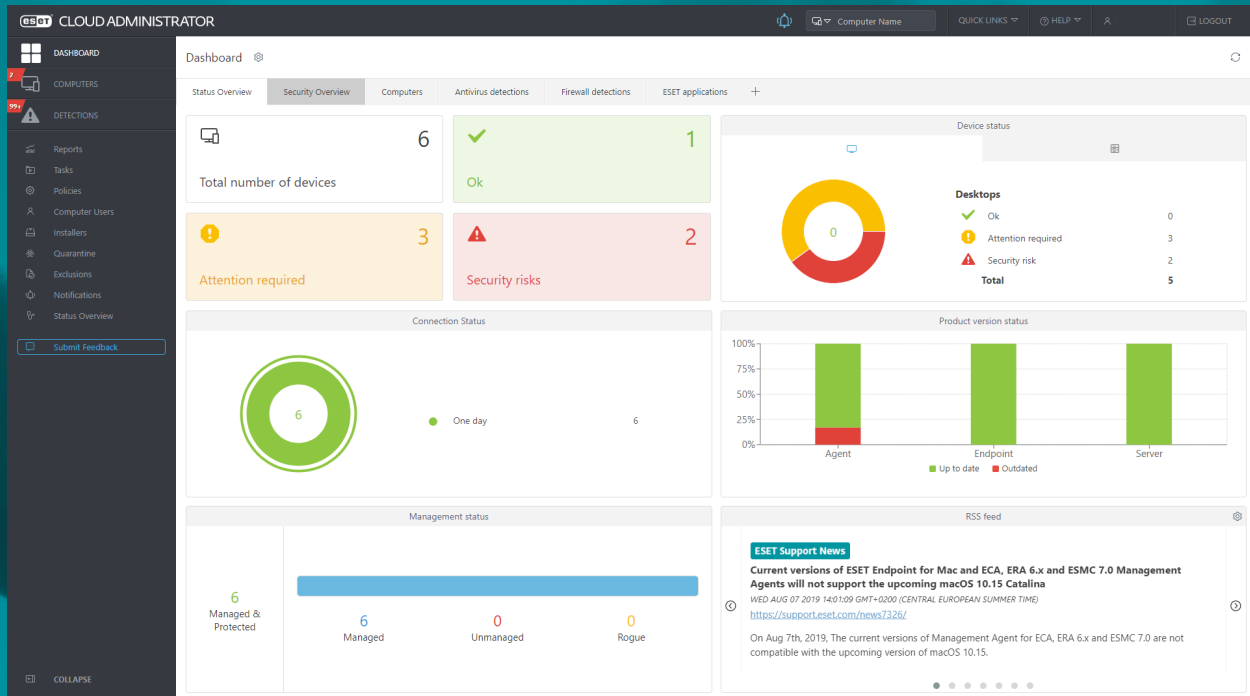 eset CLOUD ADMINISTRATOR
Computer Name
QUICK LINKS
HELP
LOGOUT
DASHBOARD
2
COMPUTERS
99+
DETECTIONS
Reports
Tasks
Policies
Computer Users
Installers
Quarantine
Exclusions
Notifications
Status Overview
Submit Feedback
COLLAPSE
Dashboard
Status Overview
Security Overview
Computers
Antivirus detections
Firewall detections
ESET applications
6
Total number of devices
1
Ok
3
Attention required
2
Security risks
Device status
0
Desktops
Ok 0
Attention required 3
Security risk 2
Total 5
Connection Status
6
One day 6
Product version status
100%
75%
50%
25%
0%
Agent Endpoint Server
Up to date Outdated
Management status
6
Managed &
Protected
6 0 0
Managed Unmanaged Rogue
RSS feed
ESET Support News
Current versions of ESET Endpoint for Mac and ECA, ERA 6.x and ESMC 7.0 Management
Agents will not support the upcoming macOS 10.15 Catalina
WED AUG 07 2019 14:01:09 GMT+0200 (CENTRAL EUROPEAN SUMMER TIME)
https://support.eset.com/news7326/
On Aug 7th, 2019, The current versions of Management Agent for ECA, ERA 6.x and ESMC 7.0 are not
compatible with the upcoming version of macOS 10.15.